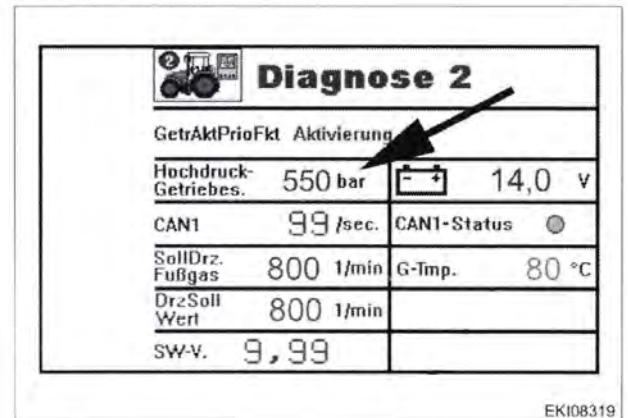 2
Diagnose 2
GetrAktPrioFkt Aktivierung
Hochdruck-
Getriebes. 550 bar
- + 14,0 V
CAN1 99 /sec.
CAN1-Status
SollDrz.
Fußgas 800 1/min
G-Tmp. 80 °C
DrzSoll
Wert 800 1/min
SW-V. 9,99
EKI08319